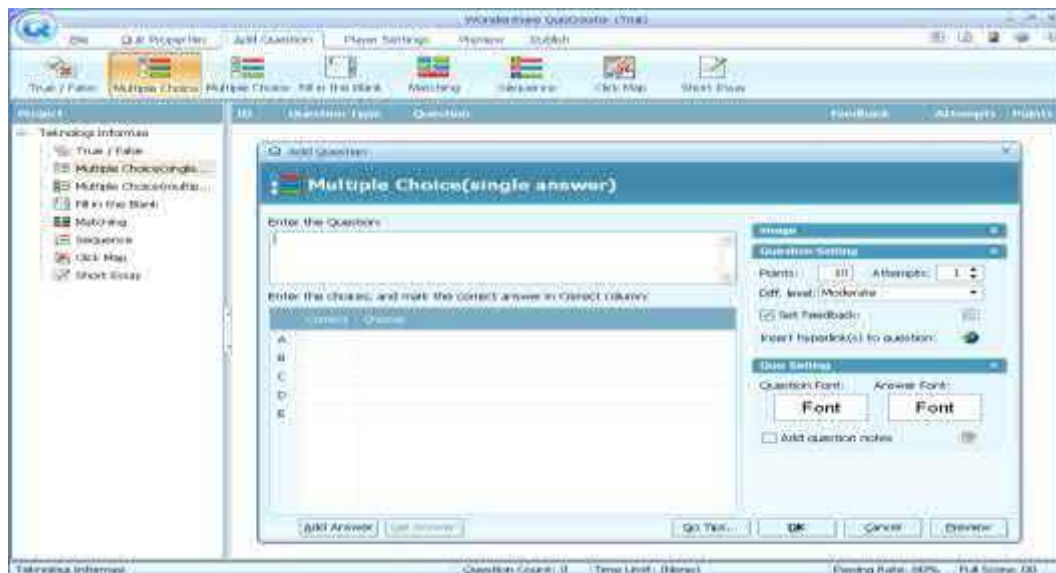 Wondershare QuizCreator (Trial)
File Quiz Properties Add Question Player Settings Preview Publish
True / False Multiple Choice Multiple Choice Fill in the Blank Matching Sequence Click Map Short Essay
Project
ID Question Type Question Feedback Attempts Points
Teknologi Informasi
True / False
Multiple Choice(single...
Multiple Choice(multip...
Fill in the Blank
Matching
Sequence
Click Map
Short Essay
Add Question
Multiple Choice(single answer)
Enter the Question:
Enter the choices, and mark the correct answer in Correct column:
Correct Choice
A
B
C
D
E
Add Answer
Image
Question Setting
Points: 10 Attempts: 1
Diff. level: Moderate
Set Feedback:
Insert hyperlink(s) to question:
Quiz Setting
Question Font: Answer Font:
Font Font
Add question notes
OK Cancel Preview
Teknologi Informasi Question Count: 0 Time Limit: (None) Passing Rate: 60%